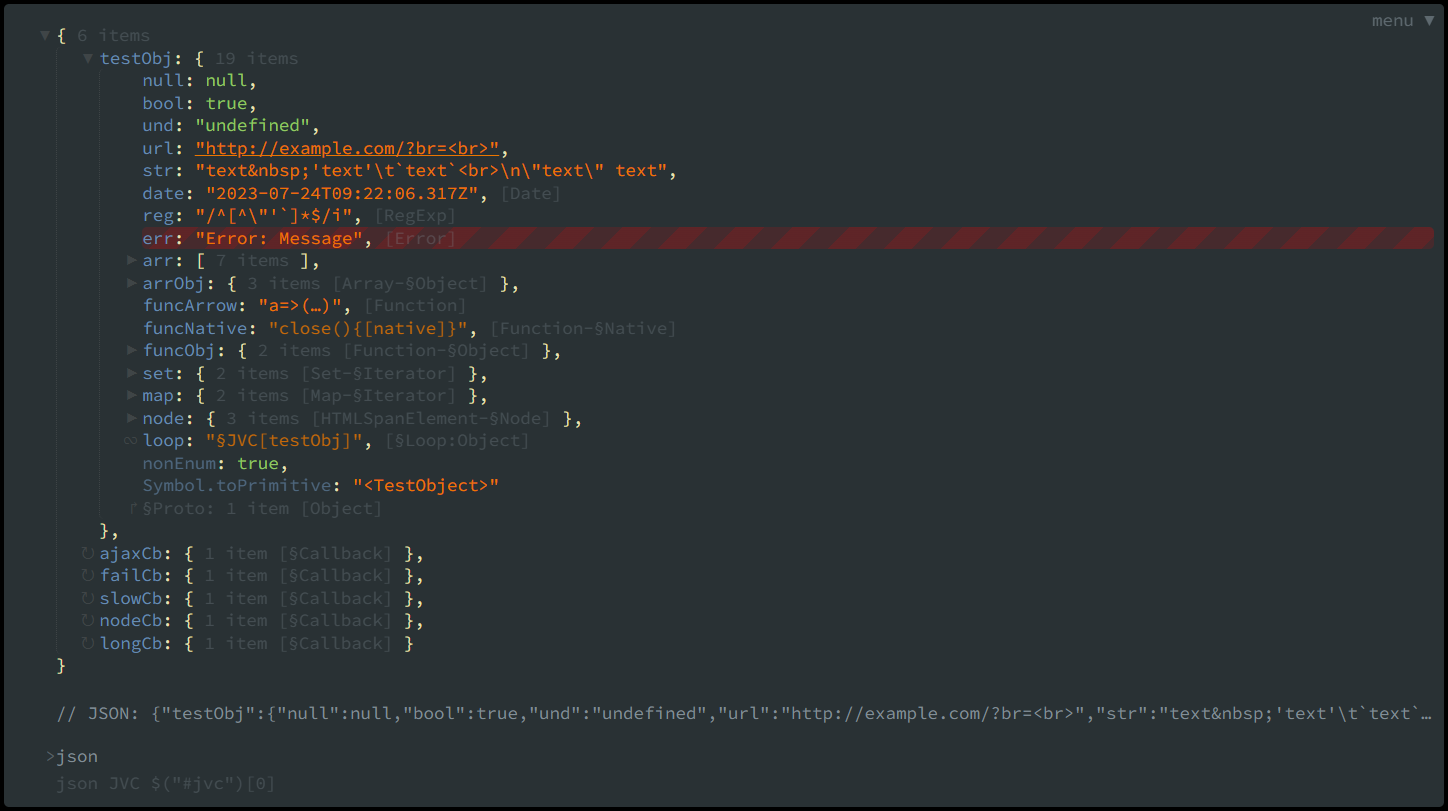 menu ▼
▼ { 6 items
▼ testObj: { 19 items
null: null,
bool: true,
und: "undefined",
url: "http://example.com/?br=<br>",
str: "text&nbsp;'text'\t`text`<br>\n\"text\" text",
date: "2023-07-24T09:22:06.317Z", [Date]
reg: "/^[^\"'`]*$/i", [RegExp]
err: "Error: Message", [Error]
▶ arr: [ 7 items ],
▶ arrObj: { 3 items [Array-§Object] },
funcArrow: "a=>(…)", [Function]
funcNative: "close(){[native]}", [Function-§Native]
▶ funcObj: { 2 items [Function-§Object] },
▶ set: { 2 items [Set-§Iterator] },
▶ map: { 2 items [Map-§Iterator] },
▶ node: { 3 items [HTMLSpanElement-§Node] },
∞ loop: "§JVC[testObj]", [§Loop:Object]
nonEnum: true,
Symbol.toPrimitive: "<TestObject>"
↱ §Proto: 1 item [Object]
},
↻ ajaxCb: { 1 item [§Callback] },
↻ failCb: { 1 item [§Callback] },
↻ slowCb: { 1 item [§Callback] },
↻ nodeCb: { 1 item [§Callback] },
↻ longCb: { 1 item [§Callback] }
}
// JSON: {"testObj":{"null":null,"bool":true,"und":"undefined","url":"http://example.com/?br=<br>","str":"text&nbsp;'text'\t`text`…
>json
json JVC $("#jvc")[0]